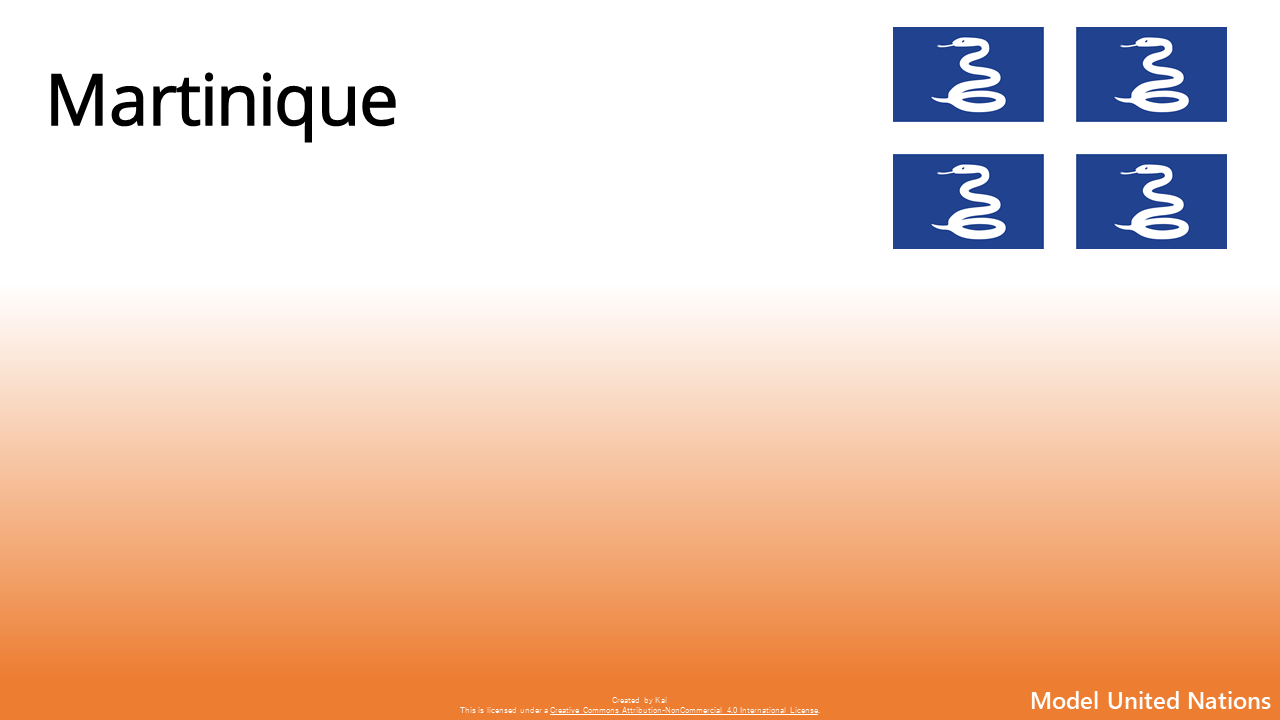 Martinique
Created by Kai
This is licensed under a Creative Commons Attribution-NonCommercial 4.0 International License.
Model United Nations